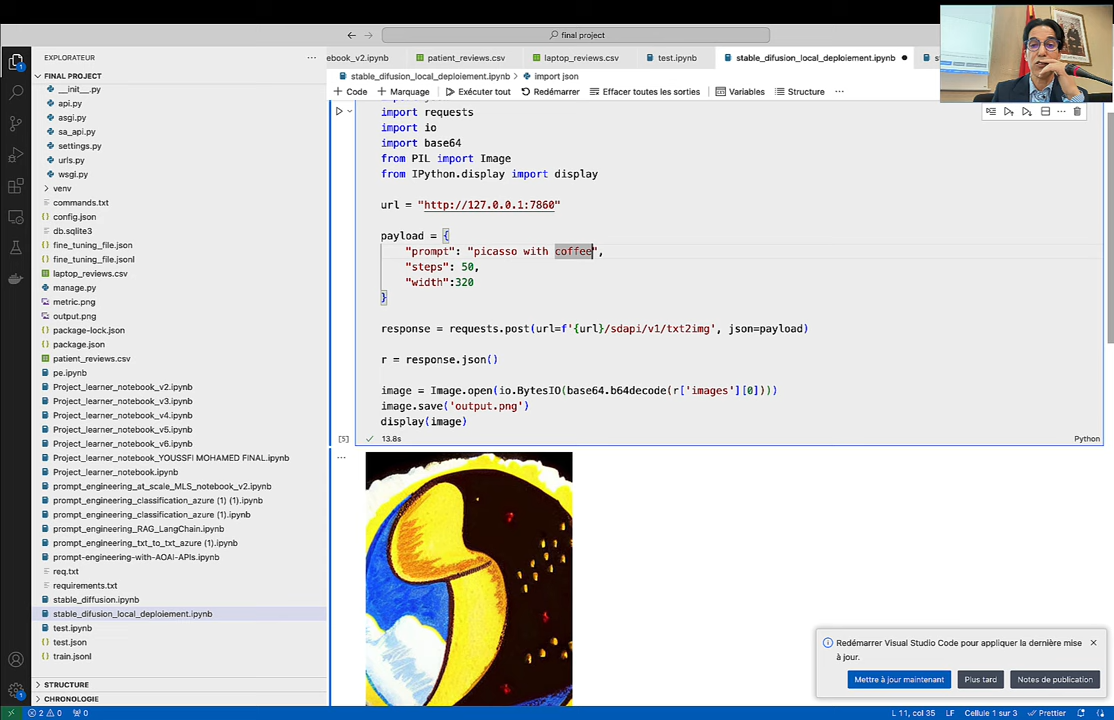 final project
EXPLORATEUR
ebook_v2.ipynb
patient_reviews.csv
laptop_reviews.csv
test.ipynb
stable_difusion_local_deploiement.ipynb
FINAL PROJECT
stable_difusion_local_deploiement.ipynb > import json
Code
Marquage
Exécuter tout
Redémarrer
Effacer toutes les sorties
Variables
Structure
__init__.py
api.py
asgi.py
sa_api.py
settings.py
urls.py
wsgi.py
venv
commands.txt
config.json
db.sqlite3
fine_tuning_file.json
fine_tuning_file.jsonl
laptop_reviews.csv
manage.py
metric.png
output.png
package-lock.json
package.json
patient_reviews.csv
pe.ipynb
Project_learner_notebook_v2.ipynb
Project_learner_notebook_v3.ipynb
Project_learner_notebook_v4.ipynb
Project_learner_notebook_v5.ipynb
Project_learner_notebook_v6.ipynb
Project_learner_notebook_YOUSSFI MOHAMED FINAL.ipynb
Project_learner_notebook.ipynb
prompt_engineering_at_scale_MLS_notebook_v2.ipynb
prompt_engineering_classification_azure (1) (1).ipynb
prompt_engineering_classification_azure (1).ipynb
prompt_engineering_RAG_LangChain.ipynb
prompt_engineering_txt_to_txt_azure (1).ipynb
prompt-engineering-with-AOAI-APIs.ipynb
req.txt
requirements.txt
stable_diffusion.ipynb
stable_difusion_local_deploiement.ipynb
test.ipynb
test.json
train.jsonl
STRUCTURE
CHRONOLOGIE
import requests
import io
import base64
from PIL import Image
from IPython.display import display
url = "http://127.0.0.1:7860"
payload = {
"prompt": "picasso with coffee",
"steps": 50,
"width":320
}
response = requests.post(url=f'{url}/sdapi/v1/txt2img', json=payload)
r = response.json()
image = Image.open(io.BytesIO(base64.b64decode(r['images'][0])))
image.save('output.png')
display(image)
[5] 13.8s
Python
Redémarrer Visual Studio Code pour appliquer la dernière mise
à jour.
Mettre à jour maintenant
Plus tard
Notes de publication
2 0 0
L 11, col 35
LF
Cellule 1 sur 3
Prettier